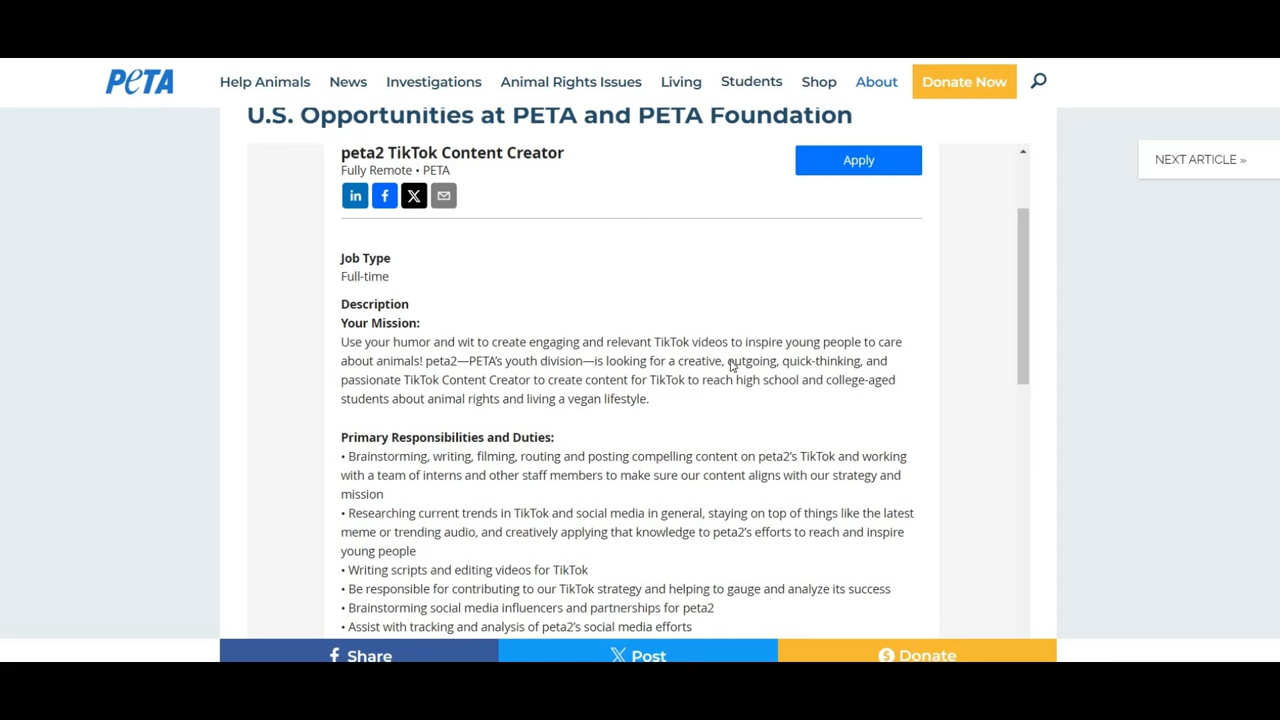 PETA
Help Animals News Investigations Animal Rights Issues Living Students Shop About Donate Now
U.S. Opportunities at PETA and PETA Foundation
NEXT ARTICLE »
peta2 TikTok Content Creator
Apply
Fully Remote • PETA
in f X
Job Type
Full-time
Description
Your Mission:
Use your humor and wit to create engaging and relevant TikTok videos to inspire young people to care
about animals! peta2—PETA's youth division—is looking for a creative, outgoing, quick-thinking, and
passionate TikTok Content Creator to create content for TikTok to reach high school and college-aged
students about animal rights and living a vegan lifestyle.
Primary Responsibilities and Duties:
• Brainstorming, writing, filming, routing and posting compelling content on peta2's TikTok and working
with a team of interns and other staff members to make sure our content aligns with our strategy and
mission
• Researching current trends in TikTok and social media in general, staying on top of things like the latest
meme or trending audio, and creatively applying that knowledge to peta2's efforts to reach and inspire
young people
• Writing scripts and editing videos for TikTok
• Be responsible for contributing to our TikTok strategy and helping to gauge and analyze its success
• Brainstorming social media influencers and partnerships for peta2
• Assist with tracking and analysis of peta2's social media efforts
f Share X Post $ Donate